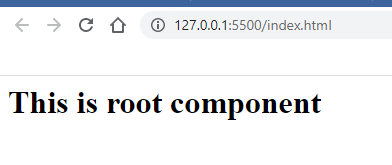 127.0.0.1:5500/index.html
This is root component